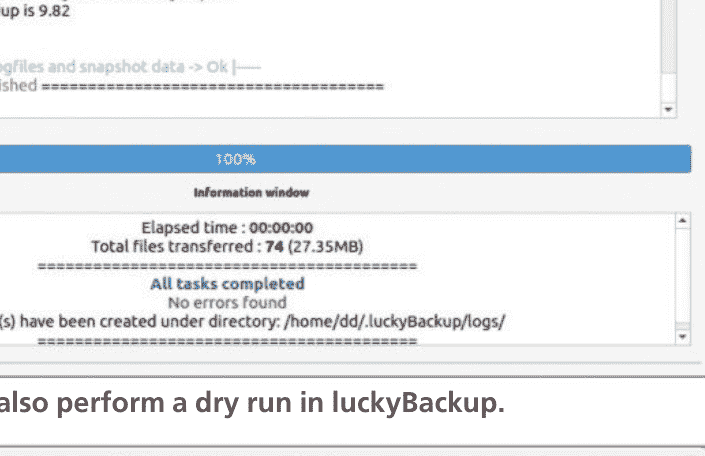 up is 9.82
ogfiles and snapshot data -> Ok |-----
ished =====================================
100%
Information window
Elapsed time : 00:00:00
Total files transferred : 74 (27.35MB)
=========================================
All tasks completed
No errors found
(s) have been created under directory: /home/dd/.luckyBackup/logs/
=========================================
also perform a dry run in luckyBackup.